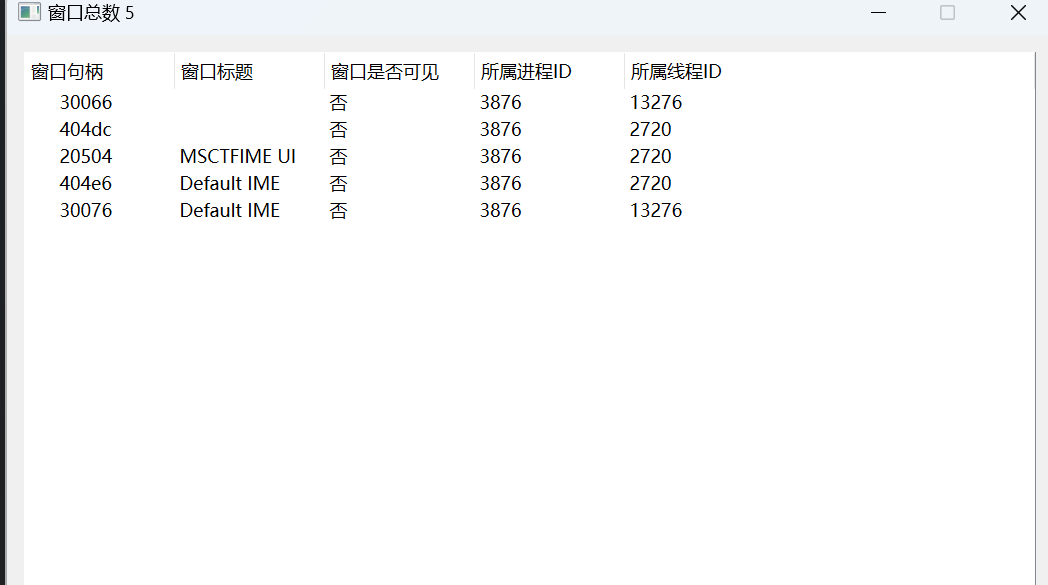 窗口总数 5
窗口句柄 窗口标题 窗口是否可见 所属进程ID 所属线程ID
30066 否 3876 13276
404dc 否 3876 2720
20504 MSCTFIME UI 否 3876 2720
404e6 Default IME 否 3876 2720
30076 Default IME 否 3876 13276